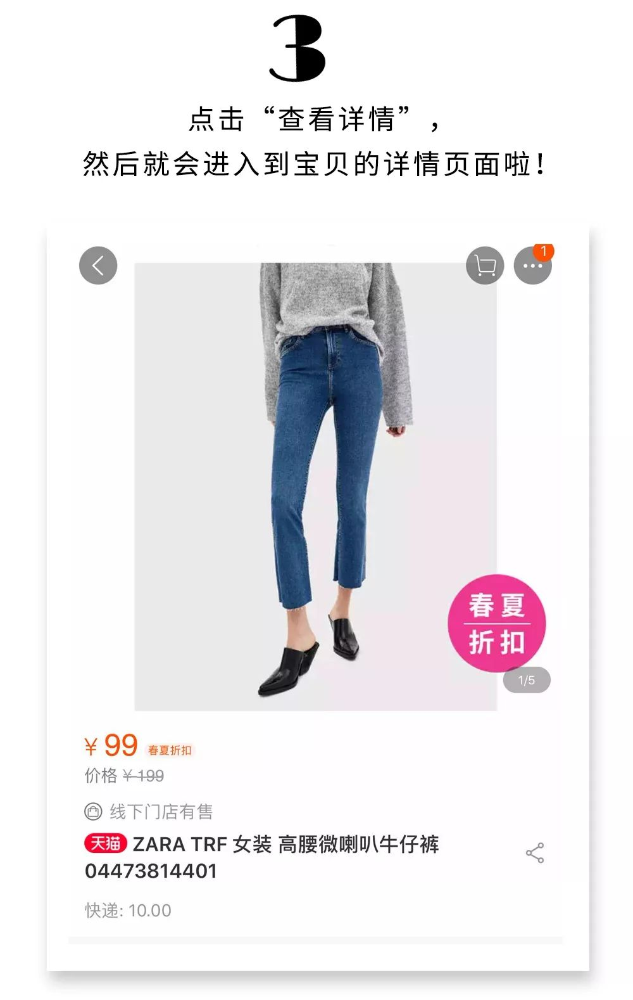 3
点击“查看详情”，
然后就会进入到宝贝的详情页面啦！
1
春夏
折扣
1/5
¥ 99 春夏折扣
价格 ¥ 199
线下门店有售
天猫 ZARA TRF 女装 高腰微喇叭牛仔裤
04473814401
快递: 10.00